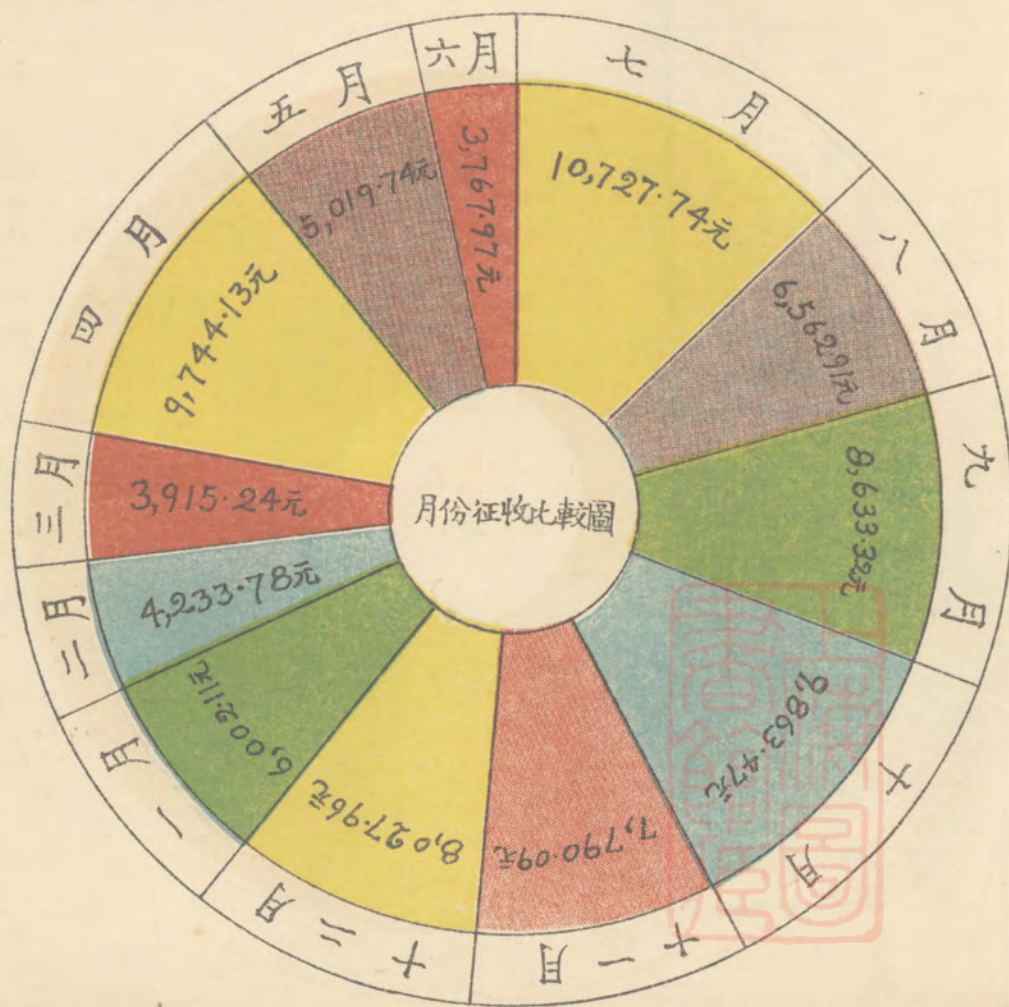 月份征收比較圖
七月
10,727.74元
八月
6,562.91元
九月
8,633.32元
十月
9,863.47元
十一月
7,790.09元
十二月
8,027.96元
一月
6,002.11元
二月
4,233.78元
三月
3,915.24元
四月
9,744.13元
五月
5,019.74元
六月
3,767.97元